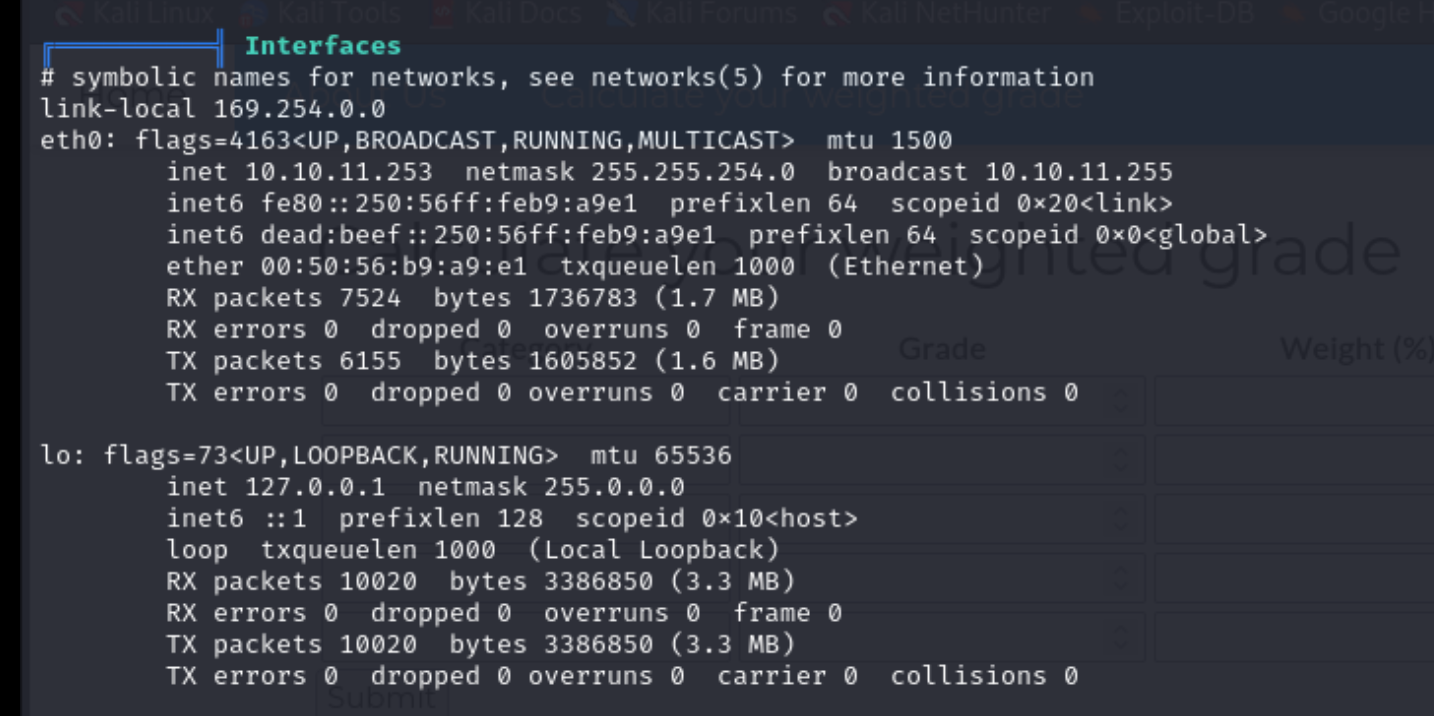 Kali Linux Kali Tools Kali Docs Kali Forums Kali NetHunter Exploit-DB Google H
Interfaces
# symbolic names for networks, see networks(5) for more information
link-local 169.254.0.0
eth0: flags=4163<UP,BROADCAST,RUNNING,MULTICAST>  mtu 1500
        inet 10.10.11.253  netmask 255.255.254.0  broadcast 10.10.11.255
        inet6 fe80::250:56ff:feb9:a9e1  prefixlen 64  scopeid 0×20<link>
        inet6 dead:beef::250:56ff:feb9:a9e1  prefixlen 64  scopeid 0×0<global>
        ether 00:50:56:b9:a9:e1  txqueuelen 1000  (Ethernet)
        RX packets 7524  bytes 1736783 (1.7 MB)
        RX errors 0  dropped 0  overruns 0  frame 0
        TX packets 6155  bytes 1605852 (1.6 MB)
        TX errors 0  dropped 0 overruns 0  carrier 0  collisions 0
lo: flags=73<UP,LOOPBACK,RUNNING>  mtu 65536
        inet 127.0.0.1  netmask 255.0.0.0
        inet6 ::1  prefixlen 128  scopeid 0×10<host>
        loop  txqueuelen 1000  (Local Loopback)
        RX packets 10020  bytes 3386850 (3.3 MB)
        RX errors 0  dropped 0  overruns 0  frame 0
        TX packets 10020  bytes 3386850 (3.3 MB)
        TX errors 0  dropped 0 overruns 0  carrier 0  collisions 0
Home About Us Calculate your weighted grade
Calculate your weighted grade
Category Grade Weight (%)
Submit